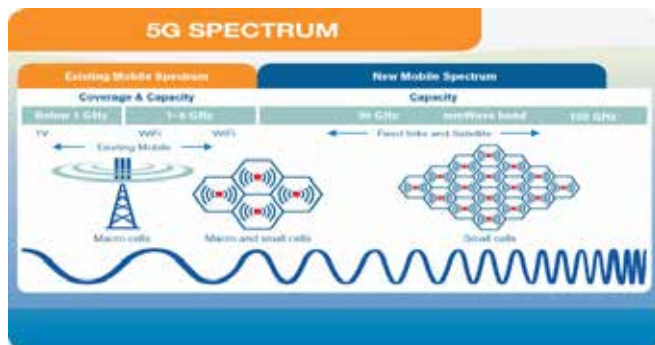 5G SPECTRUM
Existing Mobile Spectrum
New Mobile Spectrum
Coverage & Capacity
Capacity
Below 1 GHz
1-6 GHz
30 GHz
mmWave band
100 GHz
TV
WiFi
WiFi
Fixed links and Satellite
Existing Mobile
Macro cells
Macro and small cells
Small cells